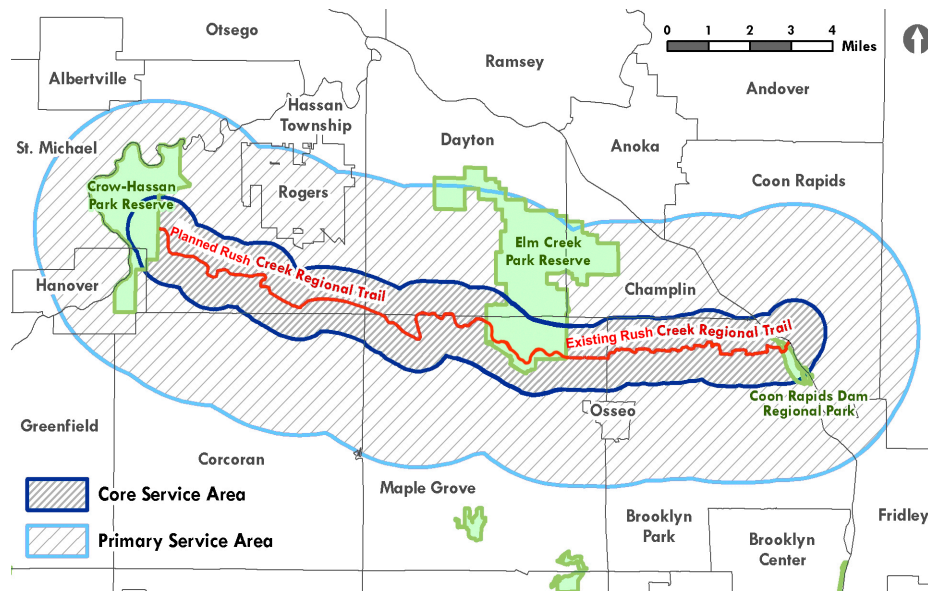 Otsego
0 1 2 3 4
Miles
Ramsey
Albertville
Andover
Hassan
Township
Dayton
St. Michael
Anoka
Coon Rapids
Crow-Hassan
Park Reserve
Rogers
Planned Rush Creek Regional Trail
Elm Creek
Park Reserve
Hanover
Champlin
Existing Rush Creek Regional Trail
Coon Rapids Dam
Regional Park
Osseo
Greenfield
Corcoran
Maple Grove
Core Service Area
Brooklyn
Park
Fridley
Primary Service Area
Brooklyn
Center